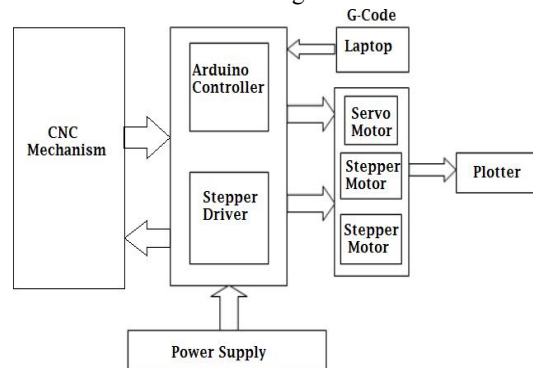 G-Code
Laptop
Arduino
Controller
CNC
Mechanism
Servo
Motor
Stepper
Motor
Stepper
Motor
Stepper
Driver
Plotter
Power Supply